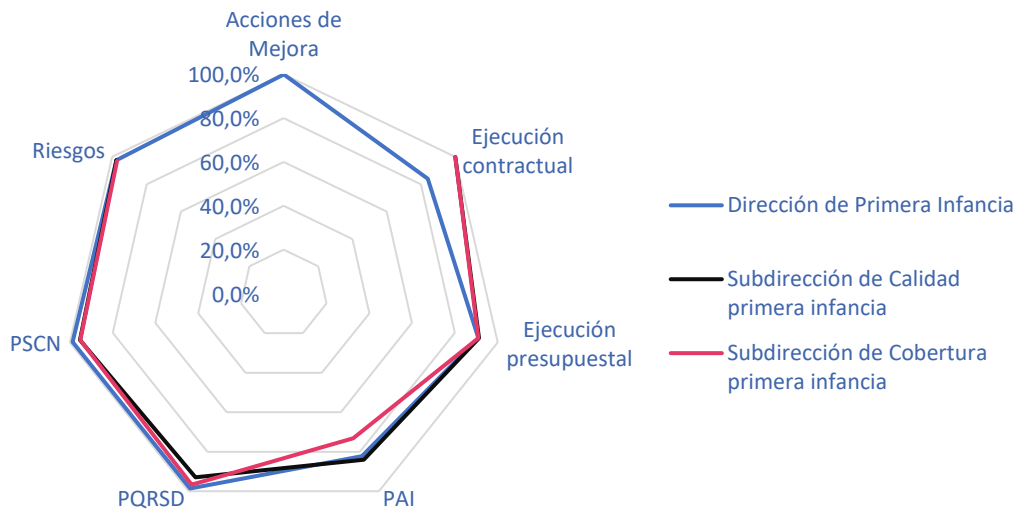 Acciones de
Mejora
100,0%
80,0%
60,0%
40,0%
20,0%
0,0%
Ejecución
contractual
Ejecución
presupuestal
PAI
PQRSD
PSCN
Riesgos
Dirección de Primera Infancia
Subdirección de Calidad
primera infancia
Subdirección de Cobertura
primera infancia